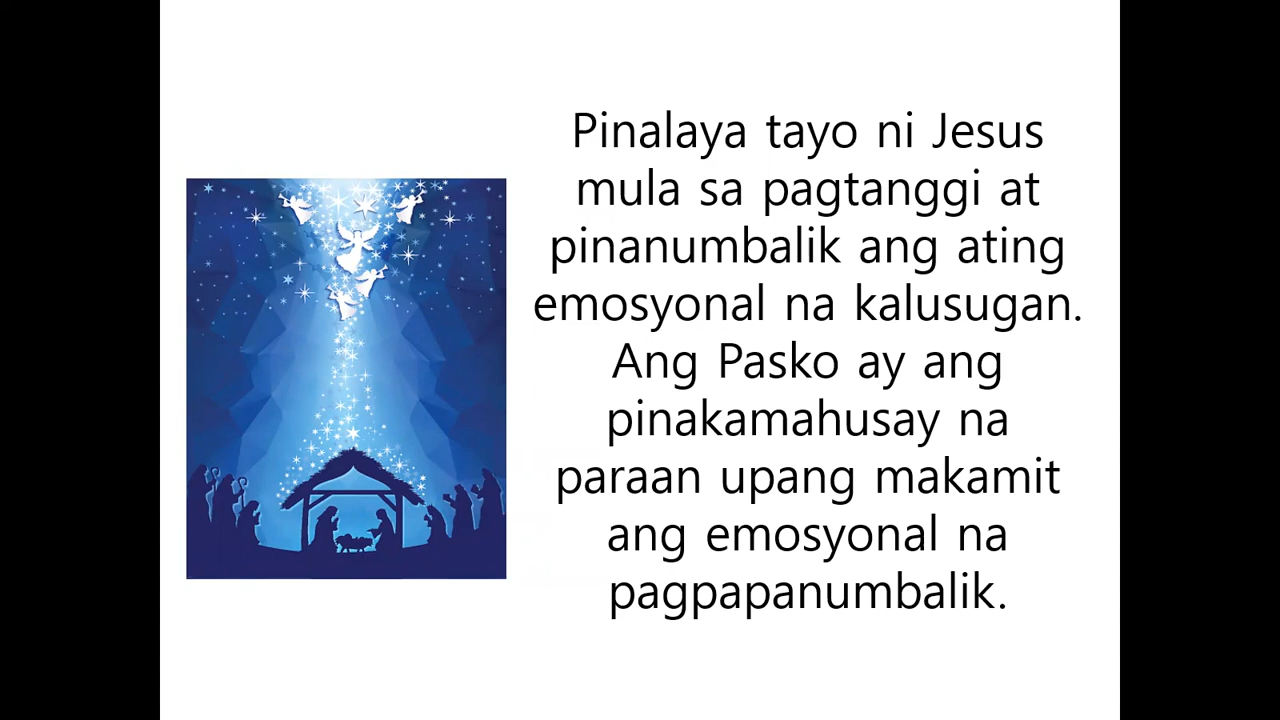 Pinalaya tayo ni Jesus
mula sa pagtanggi at
pinanumbalik ang ating
emosyonal na kalusugan.
Ang Pasko ay ang
pinakamahusay na
paraan upang makamit
ang emosyonal na
pagpapanumbalik.